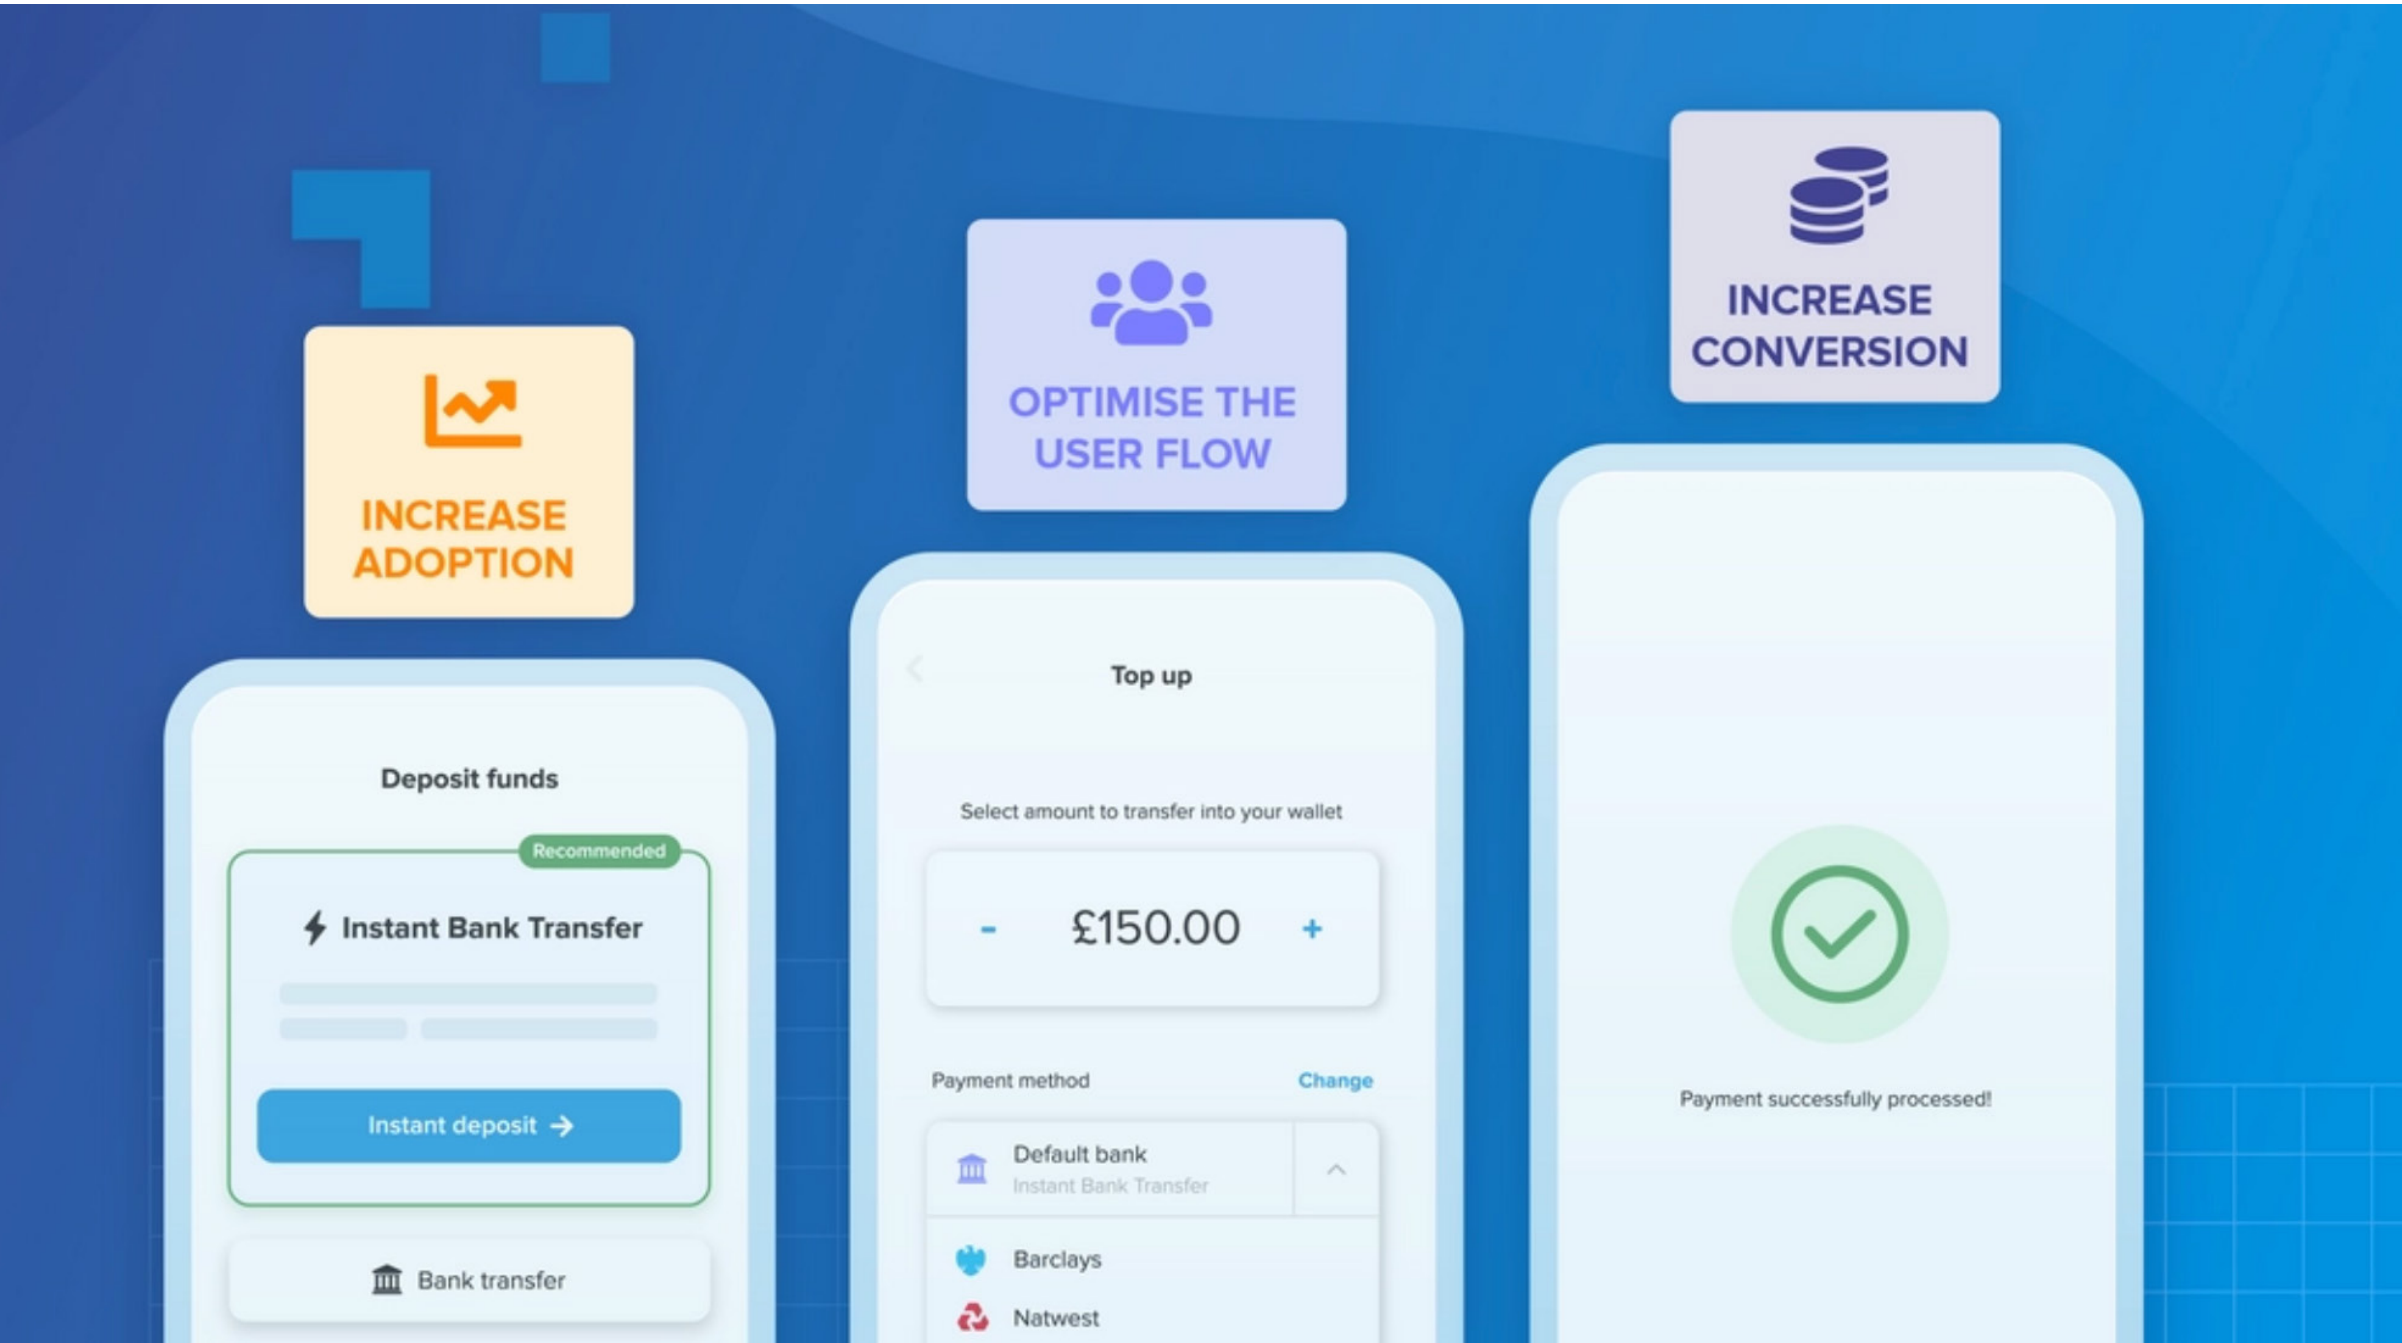 INCREASE
ADOPTION
Deposit funds
Recommended
Instant Bank Transfer
Instant deposit →
Bank transfer
OPTIMISE THE
USER FLOW
Top up
Select amount to transfer into your wallet
- £150.00 +
Payment method Change
Default bank
Instant Bank Transfer
Barclays
Natwest
INCREASE
CONVERSION
Payment successfully processed!